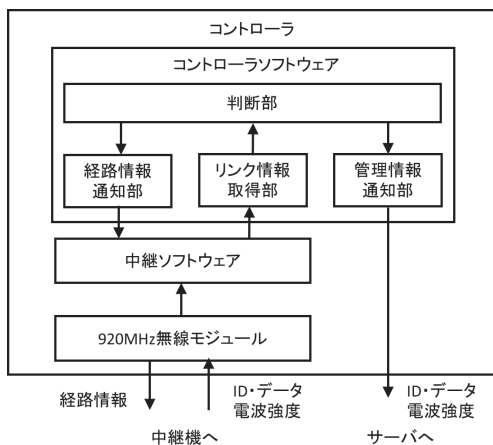 コントローラ
コントローラソフトウェア
判断部
経路情報
通知部
リンク情報
取得部
管理情報
通知部
中継ソフトウェア
920MHz無線モジュール
経路情報
ID・データ
電波強度
ID・データ
電波強度
中継機へ
サーバへ